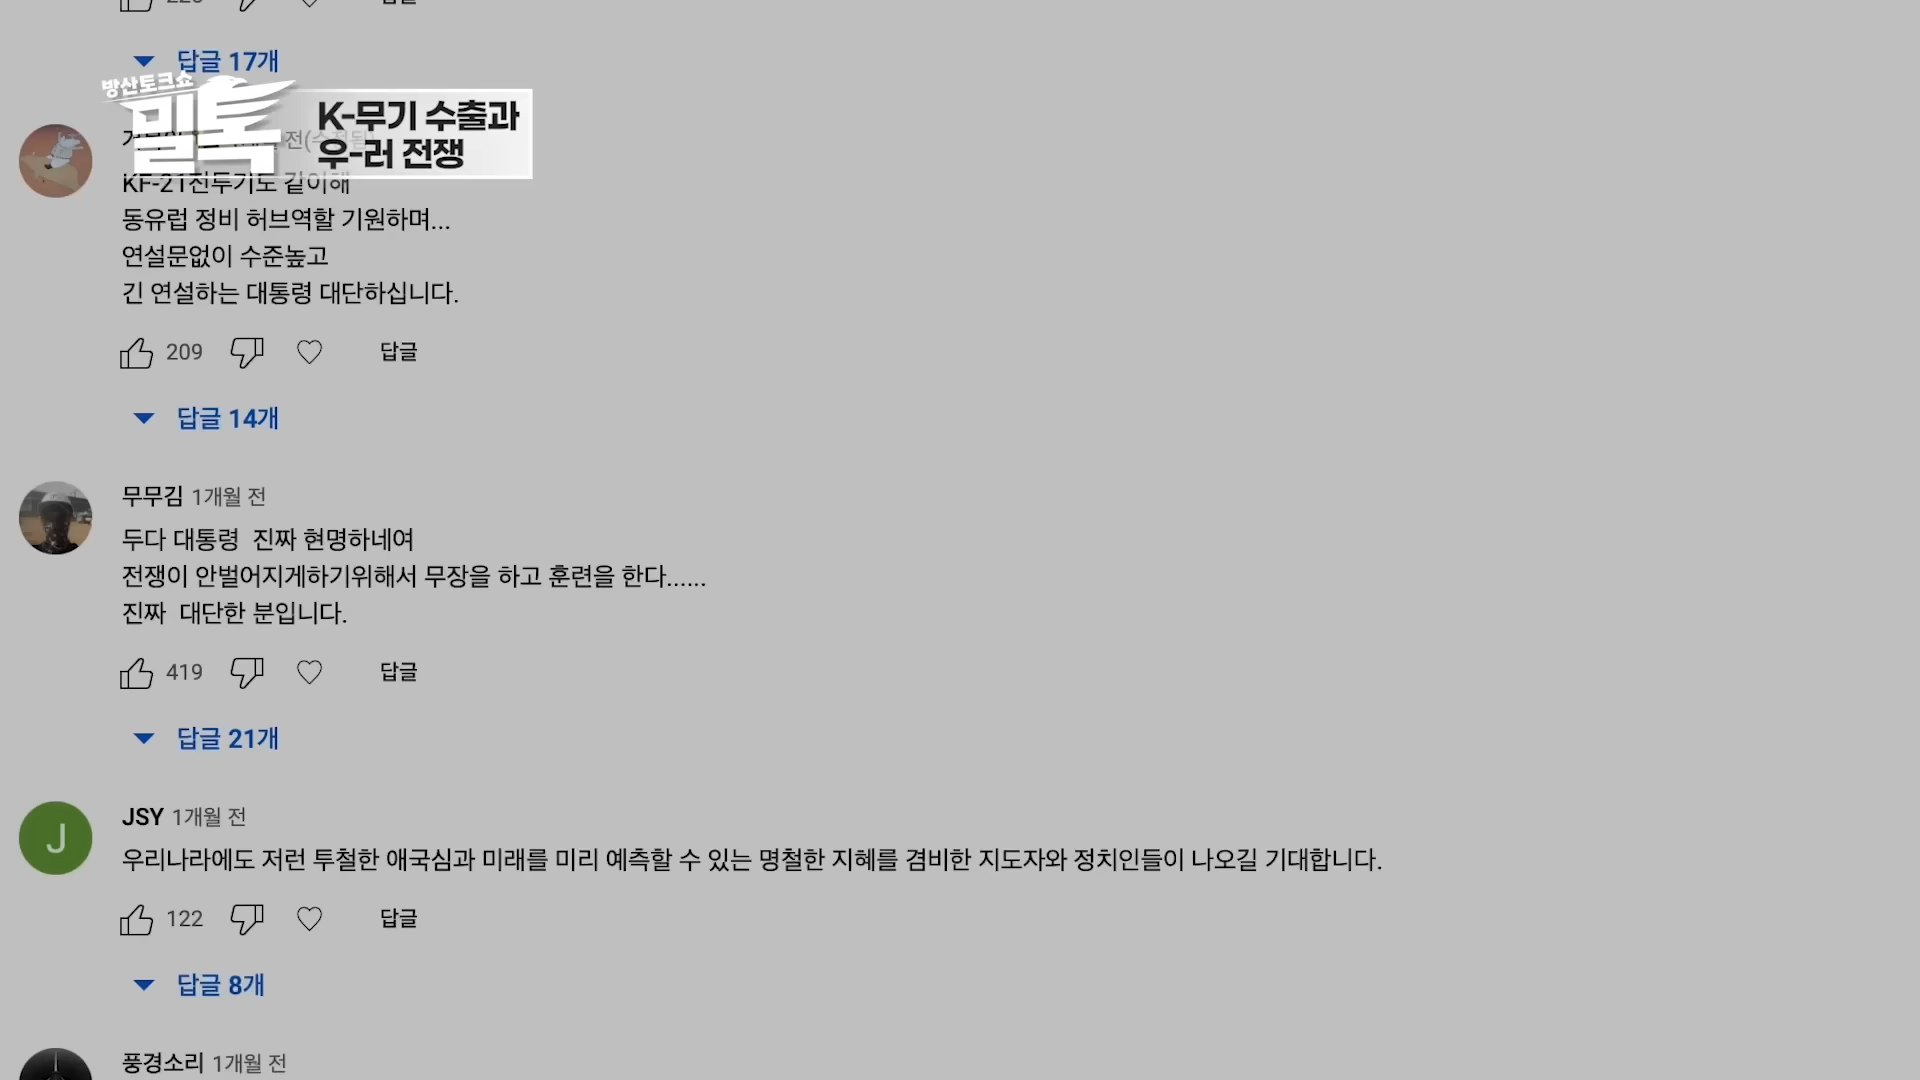 답글 17개
방산토크쇼
밀톡
K-무기 수출과
우-러 전쟁
KF-21전투기도 같이해
동유럽 정비 허브역할 기원하며...
연설문없이 수준높고
긴 연설하는 대통령 대단하십니다.
209 답글
답글 14개
무무김 1개월 전
두다 대통령 진짜 현명하네여
전쟁이 안벌어지게하기위해서 무장을 하고 훈련을 한다......
진짜 대단한 분입니다.
419 답글
답글 21개
J
JSY 1개월 전
우리나라에도 저런 투철한 애국심과 미래를 미리 예측할 수 있는 명철한 지혜를 겸비한 지도자와 정치인들이 나오길 기대합니다.
122 답글
답글 8개
풍경소리 1개월 전